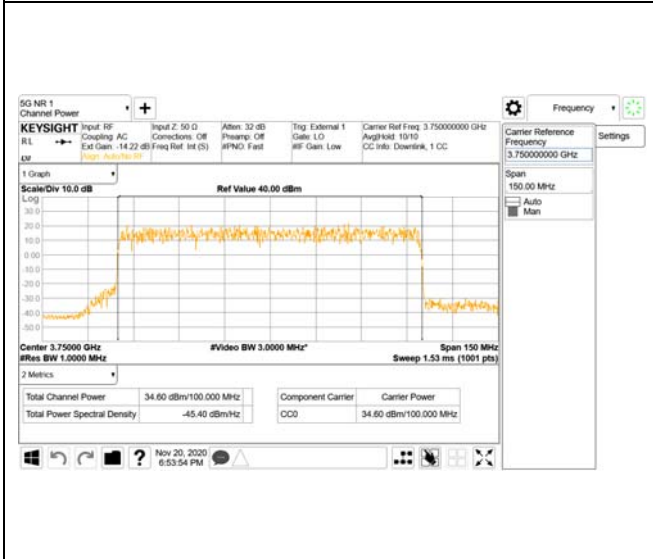 5G NR 1
Channel Power
Frequency
KEYSIGHT
RL
Input: RF
Coupling: AC
Ext Gain: -14.22 dB
Align: Auto/No RF
Input Z: 50 Ω
Corrections: Off
Freq Ref: Int (S)
Atten: 32 dB
Preamp: Off
#PNO: Fast
Trig: External 1
Gate: LO
#IF Gain: Low
Carrier Ref Freq: 3.750000000 GHz
Avg|Hold: 10/10
CC Info: Downlink, 1 CC
Carrier Reference
Frequency
3.750000000 GHz
Settings
Span
150.00 MHz
Auto
Man
1 Graph
Scale/Div 10.0 dB
Ref Value 40.00 dBm
Log
30.0
20.0
10.0
0.00
-10.0
-20.0
-30.0
-40.0
-50.0
Center 3.75000 GHz
#Video BW 3.0000 MHz*
Span 150 MHz
#Res BW 1.0000 MHz
Sweep 1.53 ms (1001 pts)
2 Metrics
Total Channel Power 34.60 dBm/100.000 MHz
Total Power Spectral Density -45.40 dBm/Hz
Component Carrier Carrier Power
CC0 34.60 dBm/100.000 MHz
Nov 20, 2020
6:53:54 PM